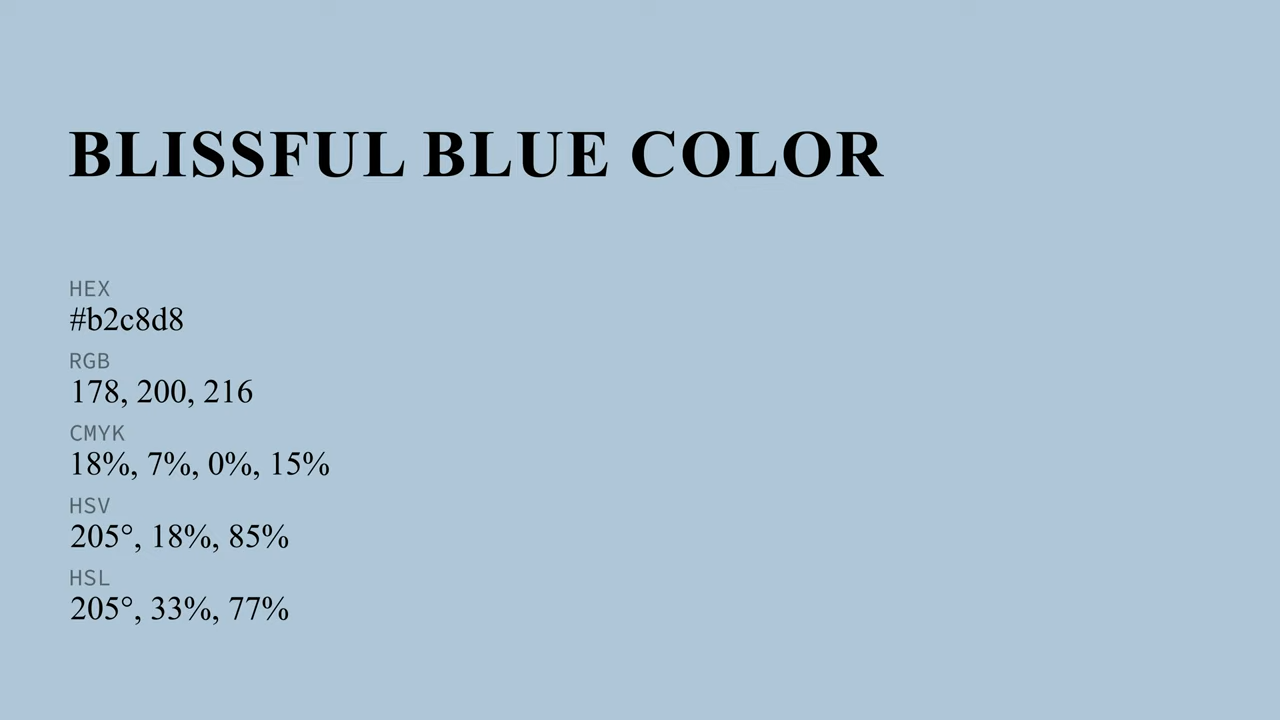 BLISSFUL BLUE COLOR
HEX
#b2c8d8
RGB
178, 200, 216
CMYK
18%, 7%, 0%, 15%
HSV
205°, 18%, 85%
HSL
205°, 33%, 77%